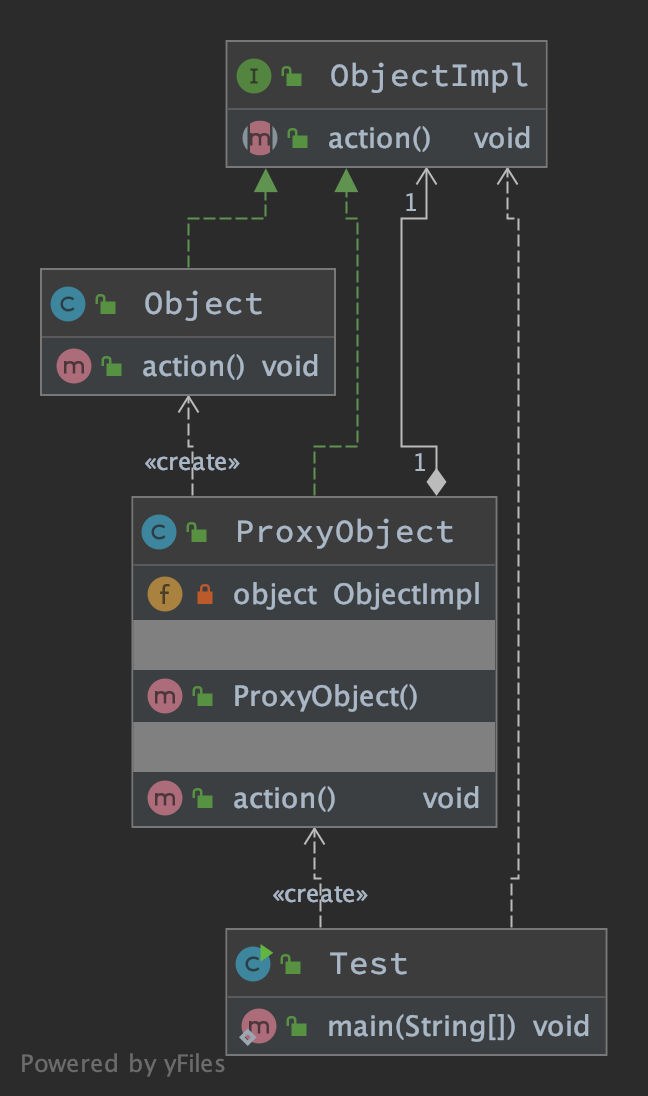 I ObjectImpl
m action() void
C Object
m action() void
1
«create»
1
C ProxyObject
f object ObjectImpl
m ProxyObject()
m action() void
«create»
C Test
m main(String[]) void
Powered by yFiles